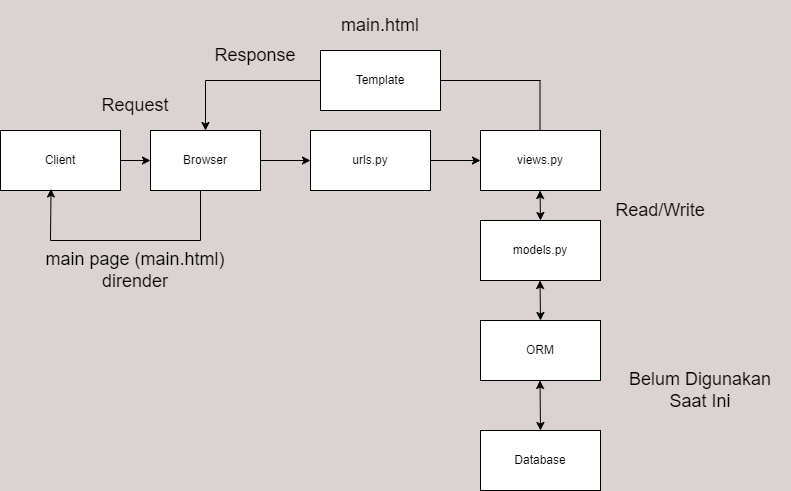 main.html
Response
Template
Request
Client
Browser
urls.py
views.py
Read/Write
models.py
main page (main.html)
dirender
ORM
Belum Digunakan
Saat Ini
Database